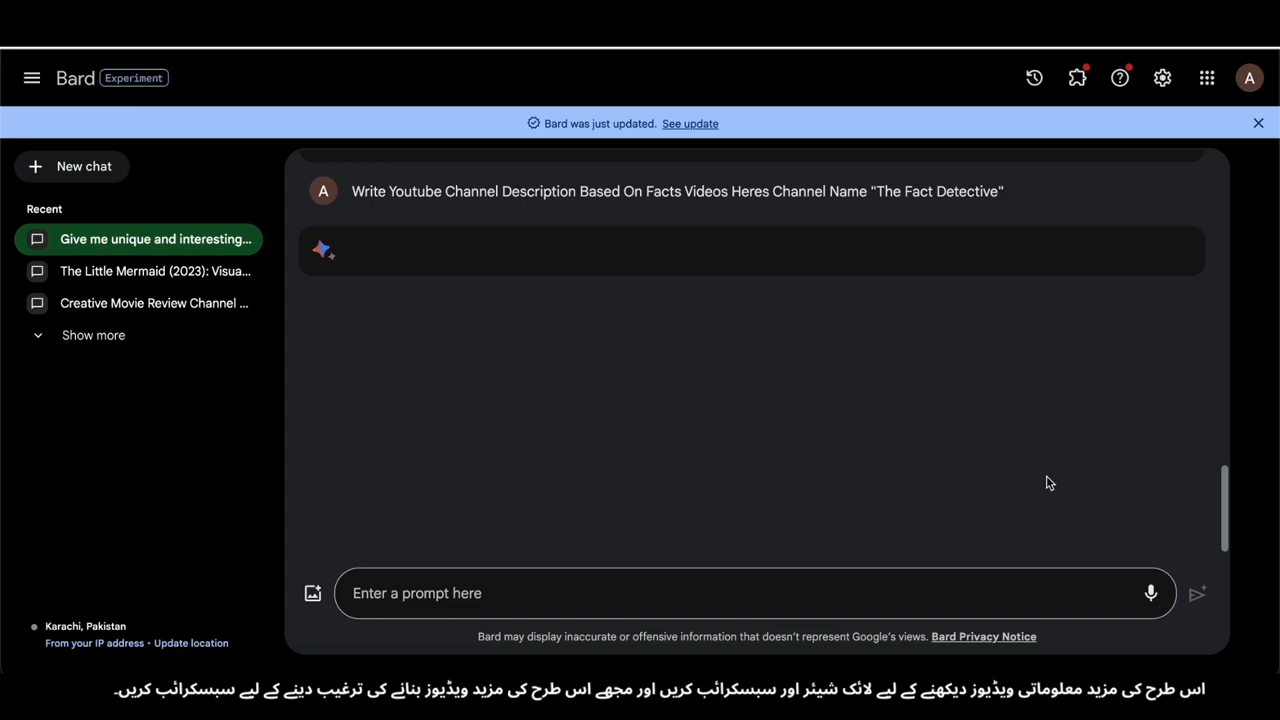 Bard Experiment
A
Bard was just updated. See update
New chat
Recent
Give me unique and interesting...
The Little Mermaid (2023): Visua...
Creative Movie Review Channel ...
Show more
Karachi, Pakistan
From your IP address • Update location
A Write Youtube Channel Description Based On Facts Videos Heres Channel Name "The Fact Detective"
Enter a prompt here
Bard may display inaccurate or offensive information that doesn't represent Google's views. Bard Privacy Notice
اس طرح کی مزید معلوماتی ویڈیوز دیکھنے کے لیے لائک شیئر اور سبسکرائب کریں اور مجھے اس طرح کی مزید ویڈیوز بنانے کی ترغیب دینے کے لیے سبسکرائب کریں۔